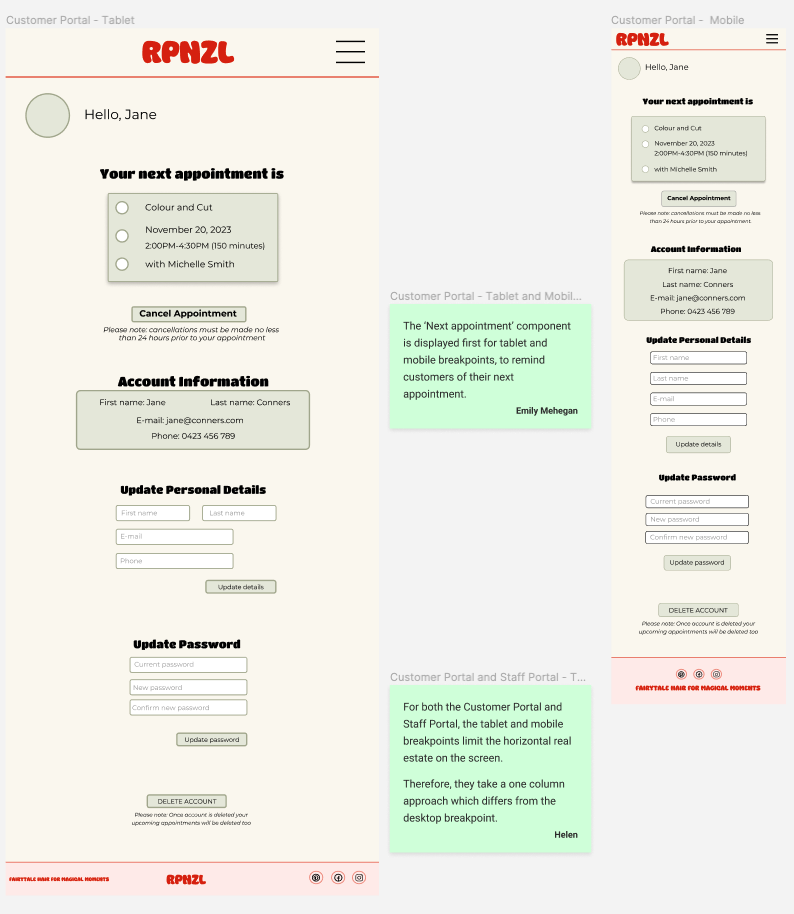 Customer Portal - Tablet
RPNZL
Hello, Jane
Your next appointment is
Colour and Cut
November 20, 2023
2:00PM-4:30PM (150 minutes)
with Michelle Smith
Cancel Appointment
Please note: cancellations must be made no less
than 24 hours prior to your appointment
Account Information
First name: Jane Last name: Conners
E-mail: jane@conners.com
Phone: 0423 456 789
Update Personal Details
First name Last name
E-mail
Phone
Update details
Update Password
Current password
New password
Confirm new password
Update password
DELETE ACCOUNT
Please note: Once account is deleted your
upcoming appointments will be deleted too
FAIRYTALE HAIR FOR MAGICAL MOMENTS RPNZL
Customer Portal - Tablet and Mobil...
The ‘Next appointment’ component
is displayed first for tablet and
mobile breakpoints, to remind
customers of their next
appointment.
Emily Mehegan
Customer Portal and Staff Portal - T...
For both the Customer Portal and
Staff Portal, the tablet and mobile
breakpoints limit the horizontal real
estate on the screen.
Therefore, they take a one column
approach which differs from the
desktop breakpoint.
Helen
Customer Portal - Mobile
RPNZL
Hello, Jane
Your next appointment is
Colour and Cut
November 20, 2023
2:00PM-4:30PM (150 minutes)
with Michelle Smith
Cancel Appointment
Please note: cancellations must be made no less
than 24 hours prior to your appointment.
Account Information
First name: Jane
Last name: Conners
E-mail: jane@conners.com
Phone: 0423 456 789
Update Personal Details
First name
Last name
E-mail
Phone
Update details
Update Password
Current password
New password
Confirm new password
Update password
DELETE ACCOUNT
Please note: Once account is deleted your
upcoming appointments will be deleted too
FAIRYTALE HAIR FOR MAGICAL MOMENTS